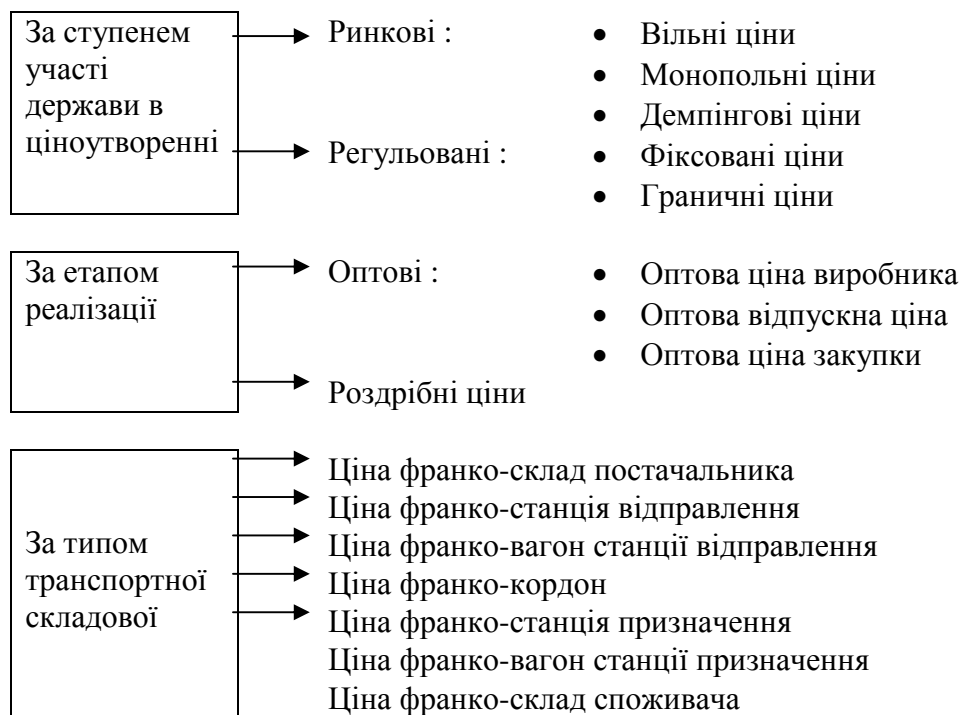 За ступенем
участі
держави в
ціноутворенні
Ринкові :
• Вільні ціни
• Монопольні ціни
• Демпінгові ціни
Регульовані :
• Фіксовані ціни
• Граничні ціни
За етапом
реалізації
Оптові :
• Оптова ціна виробника
• Оптова відпускна ціна
• Оптова ціна закупки
Роздрібні ціни
За типом
транспортної
складової
Ціна франко-склад постачальника
Ціна франко-станція відправлення
Ціна франко-вагон станції відправлення
Ціна франко-кордон
Ціна франко-станція призначення
Ціна франко-вагон станції призначення
Ціна франко-склад споживача